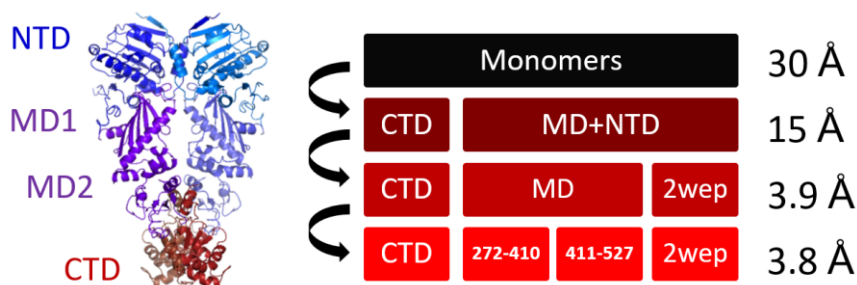 NTD
MD1
MD2
CTD
Monomers 30 Å
CTD MD+NTD 15 Å
CTD MD 2wep 3.9 Å
CTD 272-410 411-527 2wep 3.8 Å